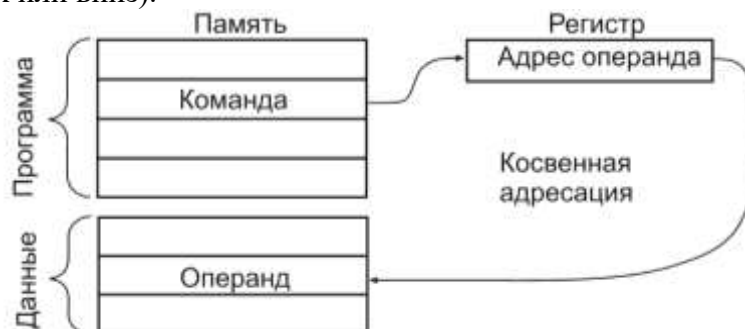 Память
Регистр
Адрес операнда
Команда
Программа
Косвенная
адресация
Операнд
Данные